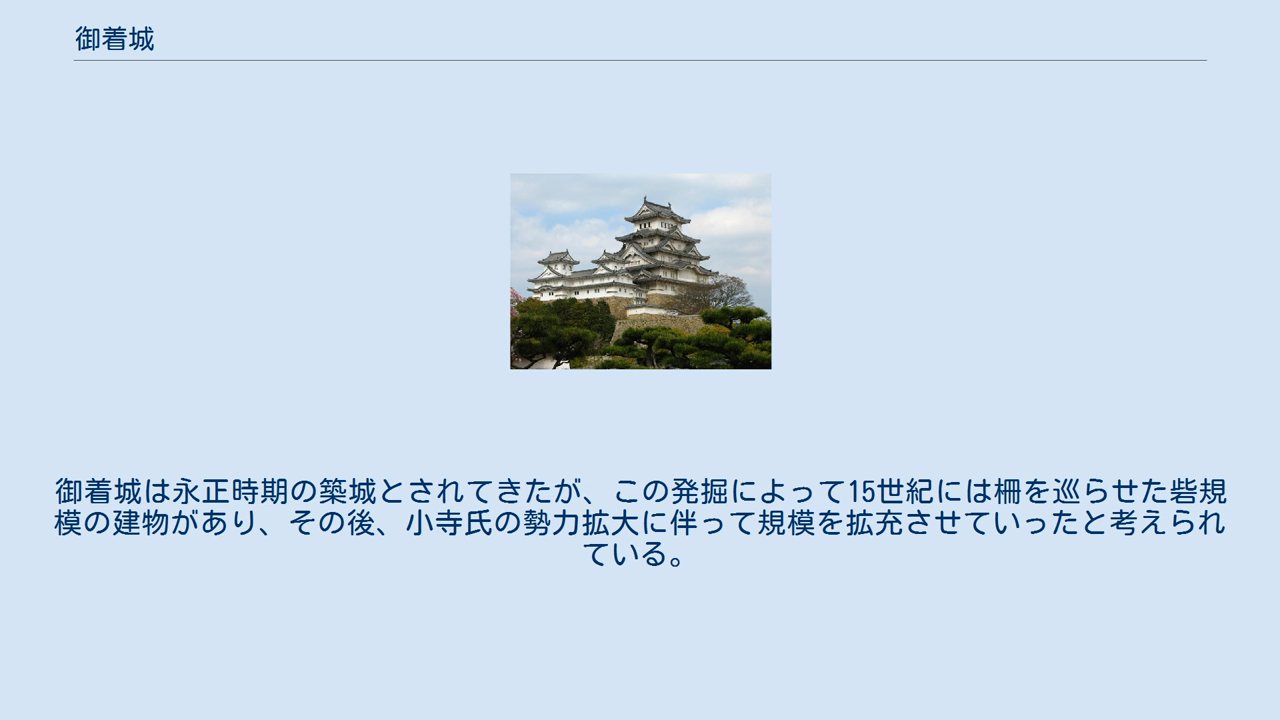 御着城
御着城は永正時期の築城とされてきたが、この発掘によって15世紀には柵を巡らせた砦規
模の建物があり、その後、小寺氏の勢力拡大に伴って規模を拡充させていったと考えられ
ている。